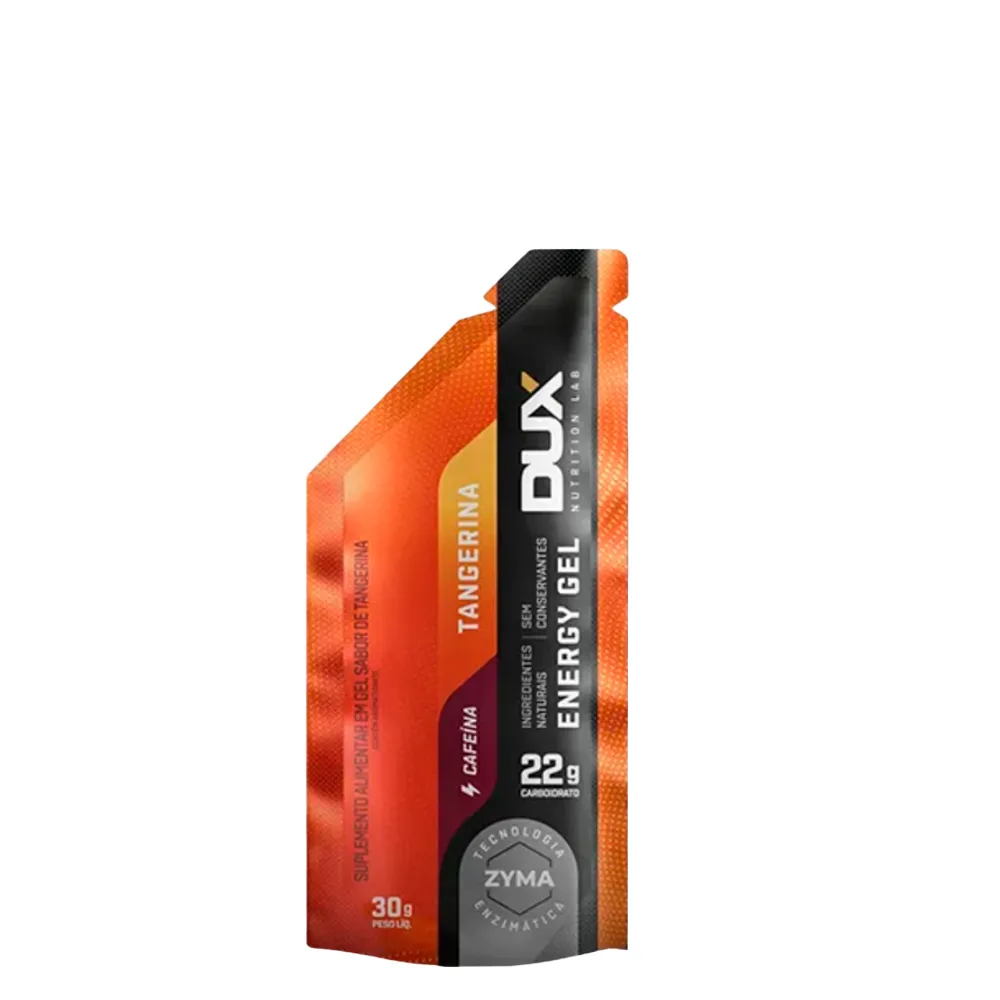 DUX
NUTRITION LAB
ENERGY GEL
INGREDIENTES
NATURAIS
SEM
CONSERVANTES
22g
CARBOIDRATO
TANGERINA
CAFEÍNA
TECNOLOGIA
ZYMA
ENZIMÁTICA
SUPLEMENTO ALIMENTAR EM GEL SABOR DE TANGERINA
30g
PESO LÍQ.